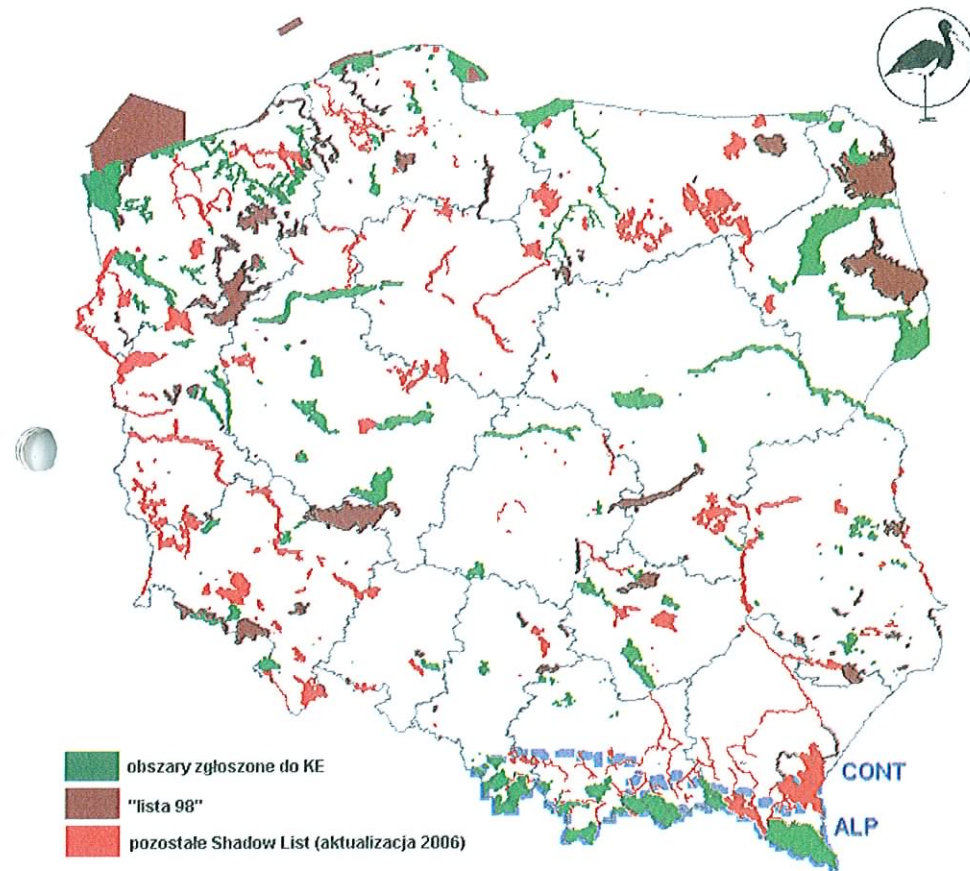 CONT
ALP
obszary zgłoszone do KE
"lista 98"
pozostałe Shadow List (aktualizacja 2006)